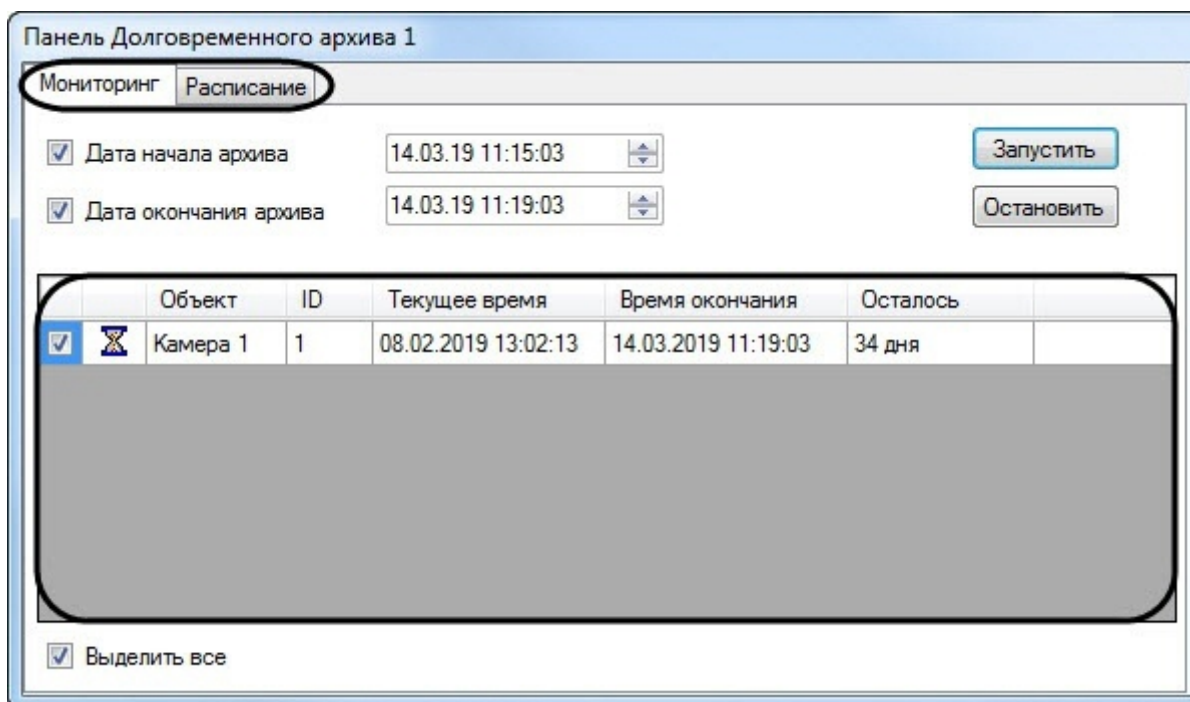 Панель Долговременного архива 1
Мониторинг Расписание
Дата начала архива 14.03.19 11:15:03 Запустить
Дата окончания архива 14.03.19 11:19:03 Остановить
Объект ID Текущее время Время окончания Осталось
Камера 1 1 08.02.2019 13:02:13 14.03.2019 11:19:03 34 дня
Выделить все